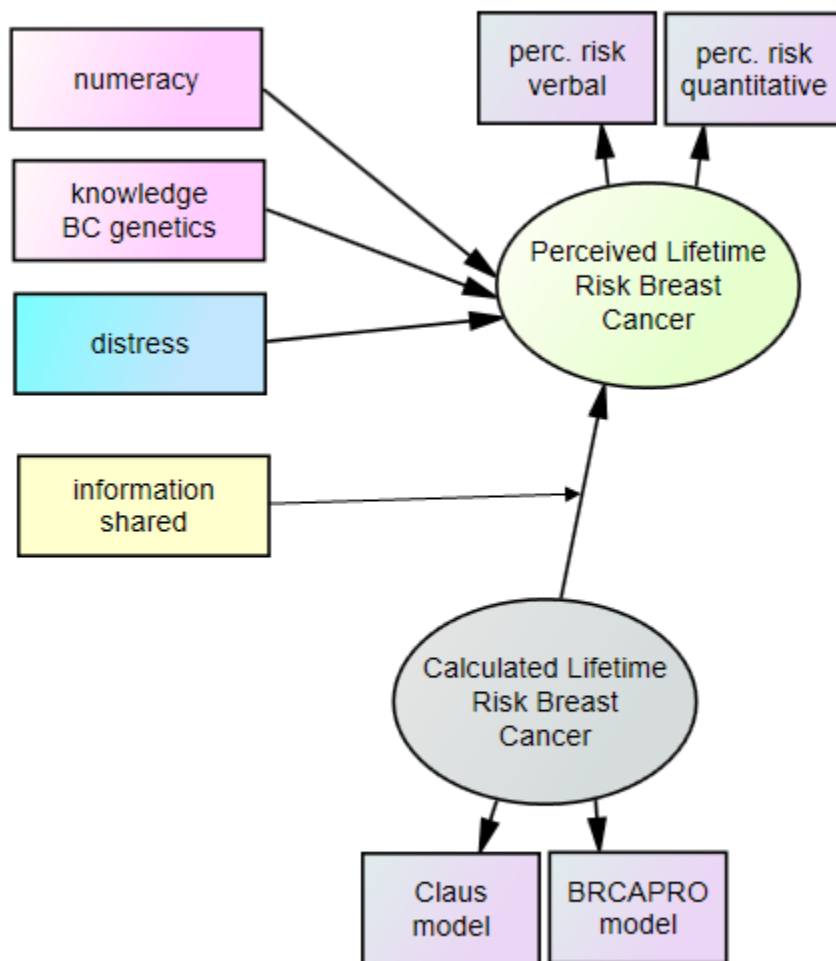 numeracy
perc. risk
verbal
perc. risk
quantitative
knowledge
BC genetics
Perceived Lifetime
Risk Breast
Cancer
distress
information
shared
Calculated Lifetime
Risk Breast
Cancer
Claus
model
BRCAPRO
model